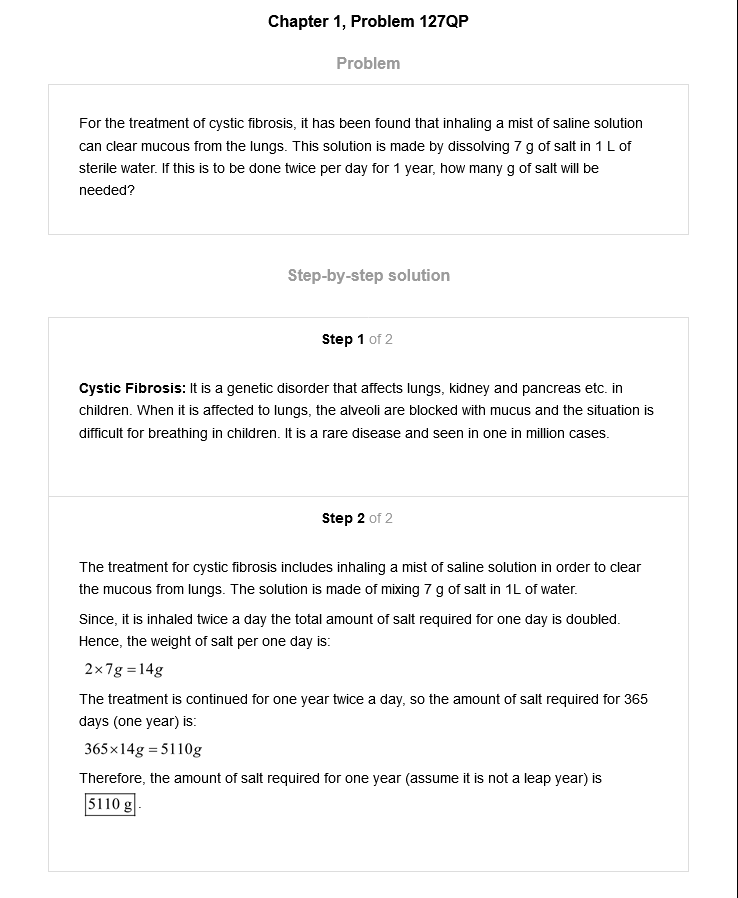 Chapter 1, Problem 127QP
Problem
For the treatment of cystic fibrosis, it has been found that inhaling a mist of saline solution
can clear mucous from the lungs. This solution is made by dissolving 7 g of salt in 1 L of
sterile water. If this is to be done twice per day for 1 year, how many g of salt will be
needed?
Step-by-step solution
Step 1 of 2
Cystic Fibrosis: It is a genetic disorder that affects lungs, kidney and pancreas etc. in
children. When it is affected to lungs, the alveoli are blocked with mucus and the situation is
difficult for breathing in children. It is a rare disease and seen in one in million cases.
Step 2 of 2
The treatment for cystic fibrosis includes inhaling a mist of saline solution in order to clear
the mucous from lungs. The solution is made of mixing 7 g of salt in 1L of water.
Since, it is inhaled twice a day the total amount of salt required for one day is doubled.
Hence, the weight of salt per one day is:
2×7g =14g
The treatment is continued for one year twice a day, so the amount of salt required for 365
days (one year) is:
365×14g =5110g
Therefore, the amount of salt required for one year (assume it is not a leap year) is
5110 g.